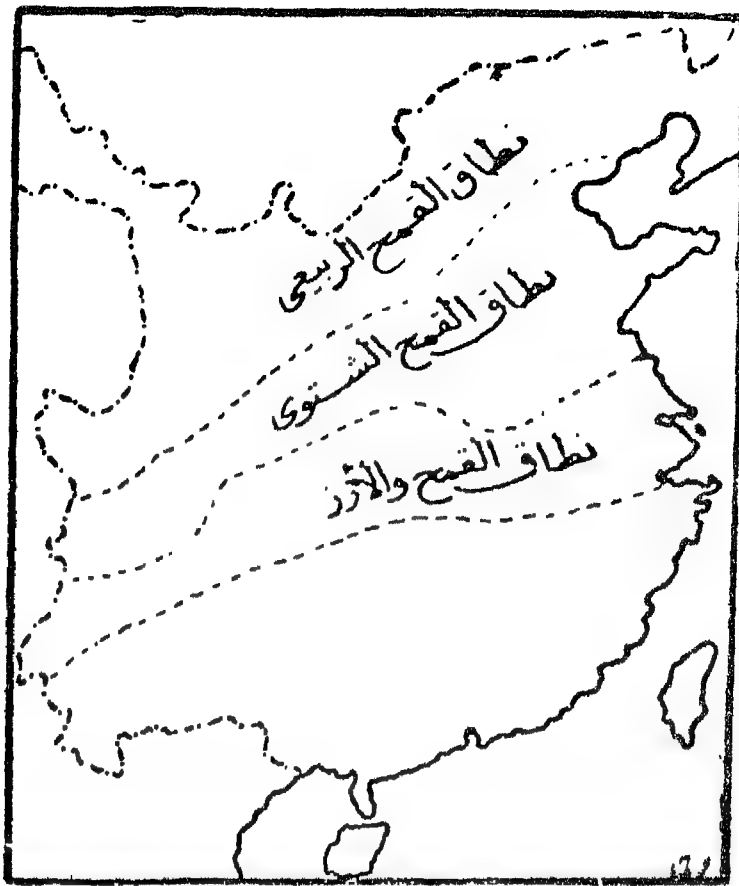 نطاق القمح الربيعى
نطاق القمح الشتوى
نطاق القمح والأرز